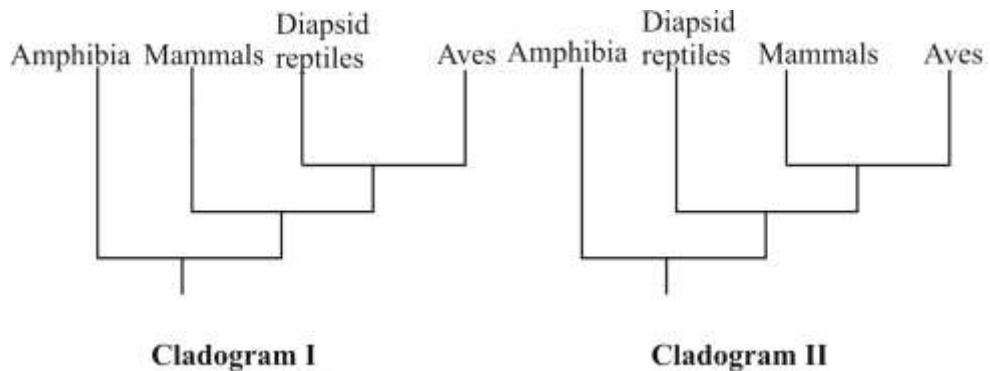 Diapsid
Amphibia Mammals reptiles Aves
Diapsid
Amphibia reptiles Mammals Aves
Cladogram I
Cladogram II